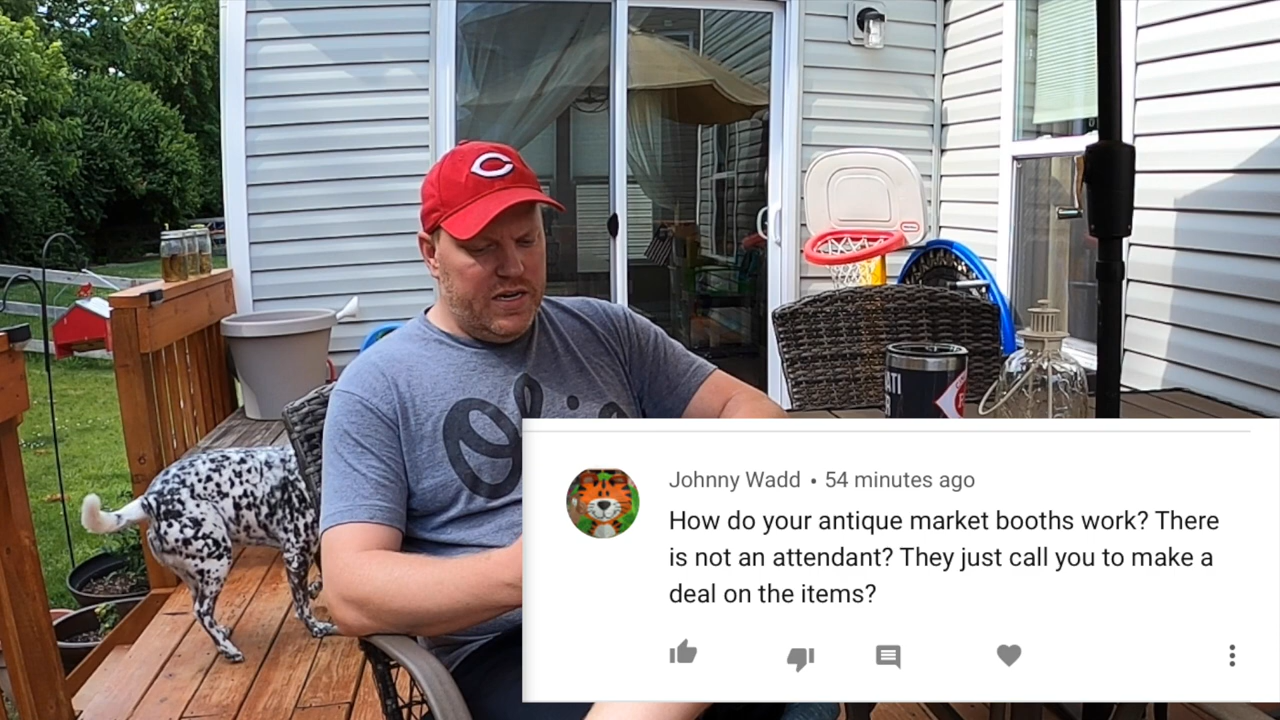 C
Ohio
Johnny Wadd • 54 minutes ago
How do your antique market booths work? There
is not an attendant? They just call you to make a
deal on the items?